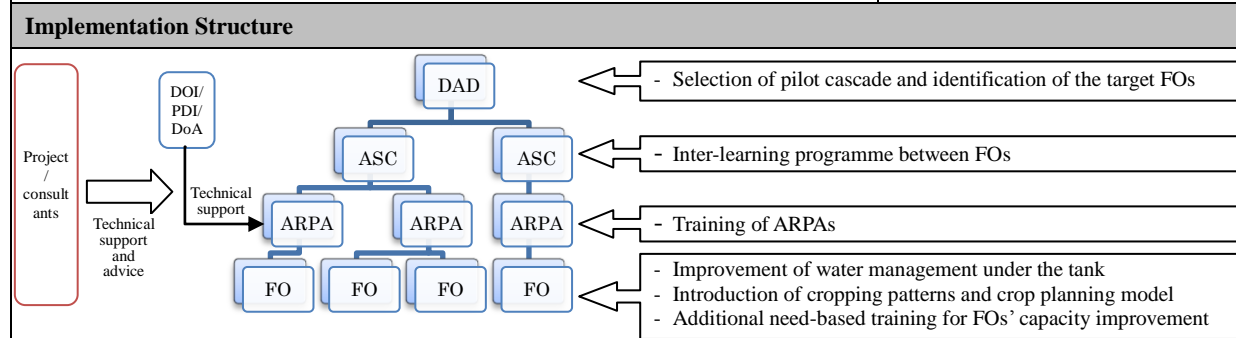 Implementation Structure
Project
/
consult
ants
Technical
support
and
advice
DOI/
PDI/
DoA
Technical
support
DAD
ASC
ASC
ARPA
ARPA
ARPA
FO
FO
FO
FO
- Selection of pilot cascade and identification of the target FOs
- Inter-learning programme between FOs
- Training of ARPAs
- Improvement of water management under the tank
- Introduction of cropping patterns and crop planning model
- Additional need-based training for FOs’ capacity improvement